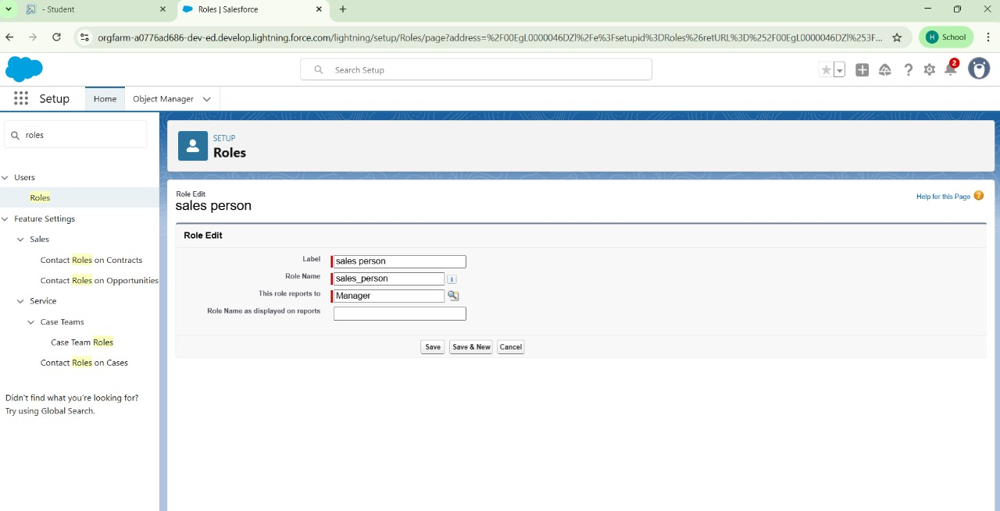 - Student
Roles | Salesforce
orgfarm-a0776ad686-dev-ed.develop.lightning.force.com/lightning/setup/Roles/page?address=%2F00EgL0000046DZl%2Fe%3Fsetupid%3DRoles%26retURL%3D%252F00EgL0000046DZl%253F...
H School
Search Setup
2
Setup
Home
Object Manager
roles
SETUP
Roles
Users
Roles
Feature Settings
Sales
Contact Roles on Contracts
Contact Roles on Opportunities
Service
Case Teams
Case Team Roles
Contact Roles on Cases
Didn't find what you're looking for?
Try using Global Search.
Role Edit
sales person
Help for this Page ?
Role Edit
Label sales person
Role Name sales_person i
This role reports to Manager
Role Name as displayed on reports
Save Save & New Cancel